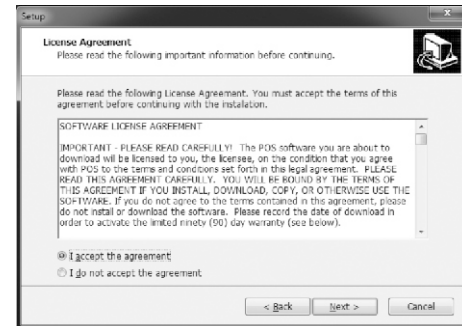 Setup
License Agreement
Please read the following important information before continuing.
Please read the following License Agreement. You must accept the terms of this
agreement before continuing with the instalation.
SOFTWARE LICENSE AGREEMENT
IMPORTANT - PLEASE READ CAREFULLY! The POS software you are about to
download will be licensed to you, the licensee, on the condition that you agree
with POS to the terms and conditions set forth in this legal agreement. PLEASE
READ THIS AGREEMENT CAREFULLY. YOU WILL BE BOUND BY THE TERMS OF
THIS AGREEMENT IF YOU INSTALL, DOWNLOAD, COPY, OR OTHERWISE USE THE
SOFTWARE. If you do not agree to the terms contained in this agreement, please
do not install or download the software. Please record the date of download in
order to activate the limited ninety (90) day warranty (see below).
I accept the agreement
I do not accept the agreement
< Back Next > Cancel